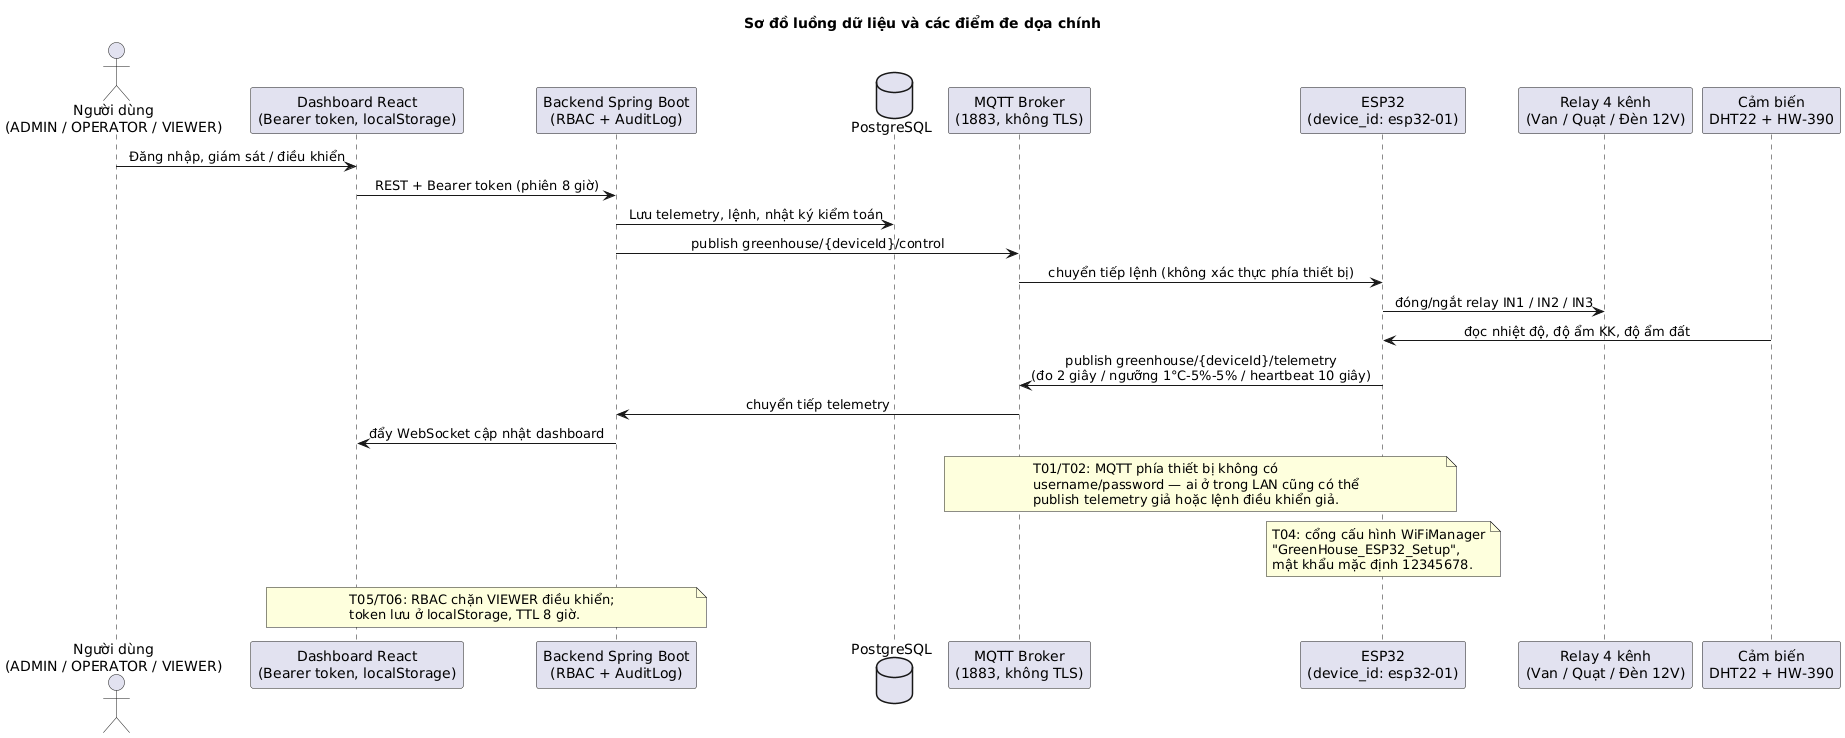 Sơ đồ luồng dữ liệu và các điểm đe dọa chính
Người dùng
(ADMIN / OPERATOR / VIEWER)
Dashboard React
(Bearer token, localStorage)
Backend Spring Boot
(RBAC + AuditLog)
PostgreSQL
MQTT Broker
(1883, không TLS)
ESP32
(device_id: esp32-01)
Relay 4 kênh
(Van / Quạt / Đèn 12V)
Cảm biến
DHT22 + HW-390
Đăng nhập, giám sát / điều khiển
REST + Bearer token (phiên 8 giờ)
Lưu telemetry, lệnh, nhật ký kiểm toán
publish greenhouse/{deviceId}/control
chuyển tiếp lệnh (không xác thực phía thiết bị)
đóng/ngắt relay IN1 / IN2 / IN3
đọc nhiệt độ, độ ẩm KK, độ ẩm đất
publish greenhouse/{deviceId}/telemetry
(đo 2 giây / ngưỡng 1°C-5%-5% / heartbeat 10 giây)
chuyển tiếp telemetry
đẩy WebSocket cập nhật dashboard
T01/T02: MQTT phía thiết bị không có
username/password — ai ở trong LAN cũng có thể
publish telemetry giả hoặc lệnh điều khiển giả.
T04: cổng cấu hình WiFiManager
"GreenHouse_ESP32_Setup",
mật khẩu mặc định 12345678.
T05/T06: RBAC chặn VIEWER điều khiển;
token lưu ở localStorage, TTL 8 giờ.
Người dùng
(ADMIN / OPERATOR / VIEWER)
Dashboard React
(Bearer token, localStorage)
Backend Spring Boot
(RBAC + AuditLog)
PostgreSQL
MQTT Broker
(1883, không TLS)
ESP32
(device_id: esp32-01)
Relay 4 kênh
(Van / Quạt / Đèn 12V)
Cảm biến
DHT22 + HW-390